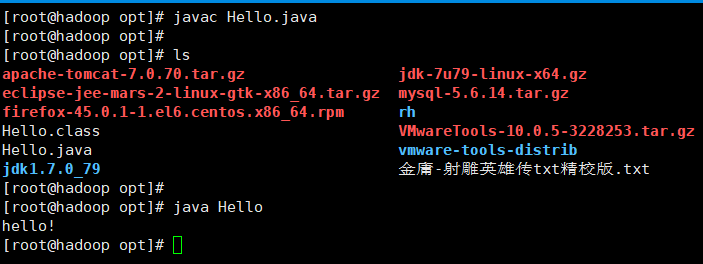 [root@hadoop opt]# javac Hello.java
[root@hadoop opt]#
[root@hadoop opt]# ls
apache-tomcat-7.0.70.tar.gz                jdk-7u79-linux-x64.gz
eclipse-jee-mars-2-linux-gtk-x86_64.tar.gz mysql-5.6.14.tar.gz
firefox-45.0.1-1.el6.centos.x86_64.rpm     rh
Hello.class                                VMwareTools-10.0.5-3228253.tar.gz
Hello.java                                 vmware-tools-distrib
jdk1.7.0_79                                金庸-射雕英雄传txt精校版.txt
[root@hadoop opt]#
[root@hadoop opt]# java Hello
hello!
[root@hadoop opt]#